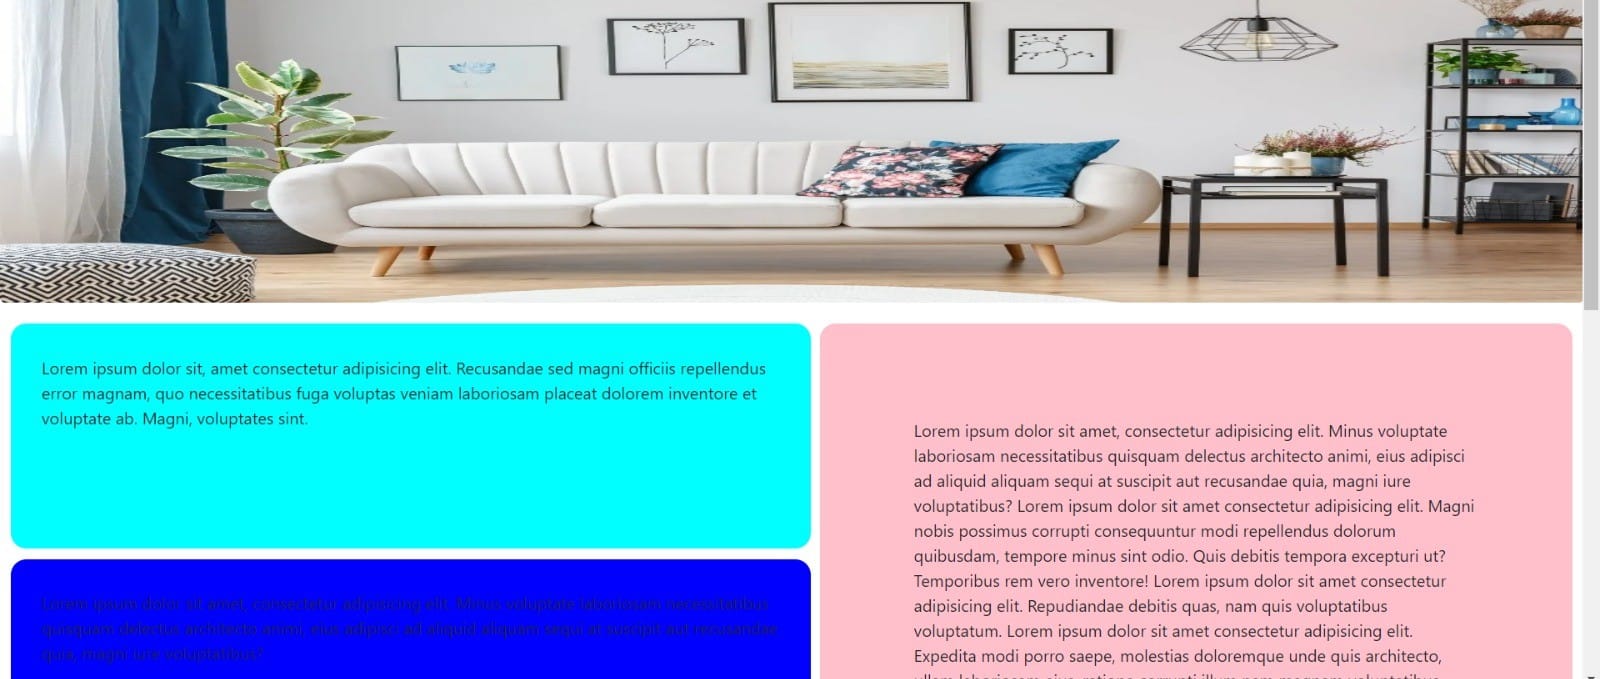 Lorem ipsum dolor sit, amet consectetur adipisicing elit. Recusandae sed magni officiis repellendus
error magnam, quo necessitatibus fuga voluptas veniam laboriosam placeat dolorem inventore et
voluptate ab. Magni, voluptates sint.
Lorem ipsum dolor sit amet, consectetur adipisicing elit. Minus voluptate laboriosam necessitatibus
quisquam delectus architecto animi, eius adipisci ad aliquid aliquam sequi at suscipit aut recusandae
quia, magni iure voluptatibus?
Lorem ipsum dolor sit amet, consectetur adipisicing elit. Minus voluptate
laboriosam necessitatibus quisquam delectus architecto animi, eius adipisci
ad aliquid aliquam sequi at suscipit aut recusandae quia, magni iure
voluptatibus? Lorem ipsum dolor sit amet consectetur adipisicing elit. Magni
nobis possimus corrupti consequuntur modi repellendus dolorum
quibusdam, tempore minus sint odio. Quis debitis tempora excepturi ut?
Temporibus rem vero inventore! Lorem ipsum dolor sit amet consectetur
adipisicing elit. Repudiandae debitis quas, nam quis voluptatibus
voluptatum. Lorem ipsum dolor sit amet consectetur adipisicing elit.
Expedita modi porro saepe, molestias doloremque unde quis architecto,